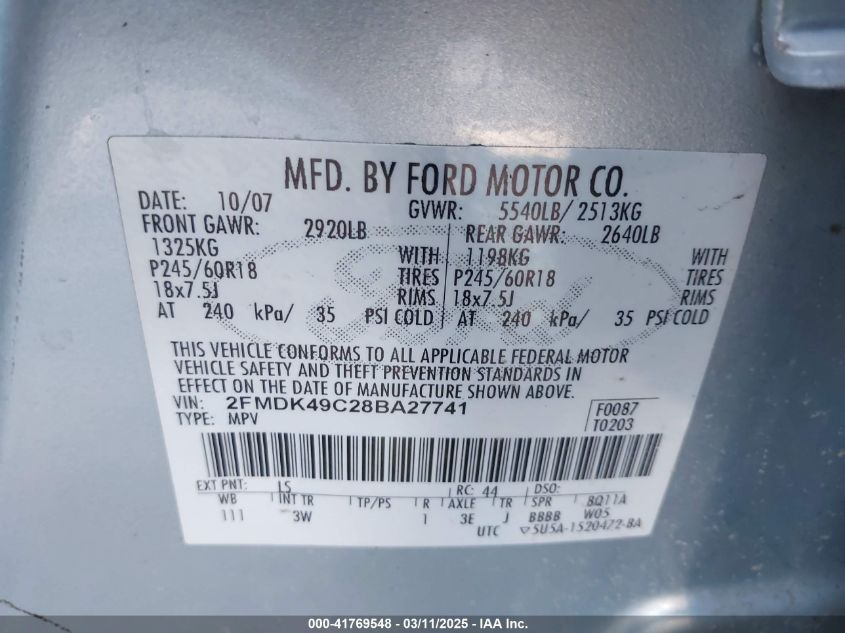 MFD. BY FORD MOTOR CO.
DATE: 10/07 GVWR: 5540LB/ 2513KG
FRONT GAWR: 2920LB REAR GAWR: 2640LB
1325KG WITH 1198KG WITH
P245/60R18 TIRES P245/60R18 TIRES
18x7.5J RIMS 18x7.5J RIMS
AT 240 kPa/ 35 PSI COLD AT 240 kPa/ 35 PSI COLD
THIS VEHICLE CONFORMS TO ALL APPLICABLE FEDERAL MOTOR
VEHICLE SAFETY AND THEFT PREVENTION STANDARDS IN
EFFECT ON THE DATE OF MANUFACTURE SHOWN ABOVE.
VIN: 2FMDK49C28BA27741 F0087
TYPE: MPV T0203
EXT PNT: LS RC: 44 DSO:
WB INT TR TP/PS R AXLE TR SPR BQ11A
111 3W 1 3E J BBBB W05
UTC 5U5A-1520472-BA
000-41769548 - 03/11/2025 - IAA Inc.